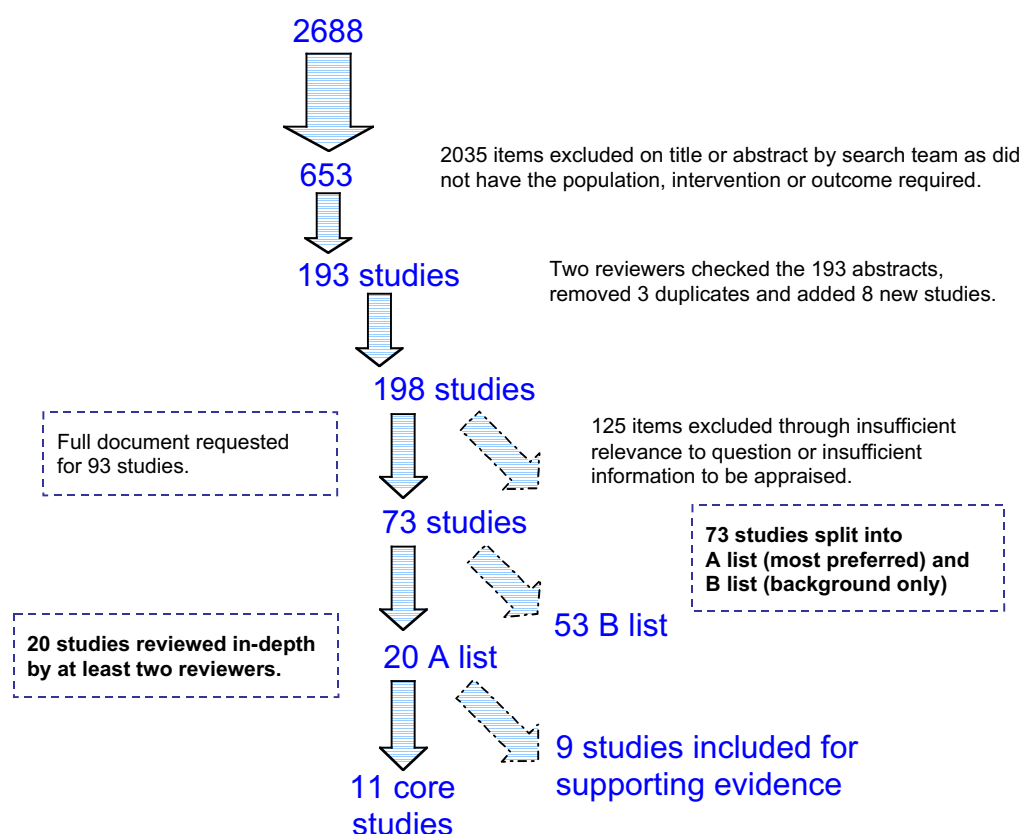 2688
2035 items excluded on title or abstract by search team as did
not have the population, intervention or outcome required.
653
193 studies
Two reviewers checked the 193 abstracts,
removed 3 duplicates and added 8 new studies.
198 studies
Full document requested
for 93 studies.
125 items excluded through insufficient
relevance to question or insufficient
information to be appraised.
73 studies
73 studies split into
A list (most preferred) and
B list (background only)
53 B list
20 studies reviewed in-depth
by at least two reviewers.
20 A list
9 studies included for
supporting evidence
11 core
studies